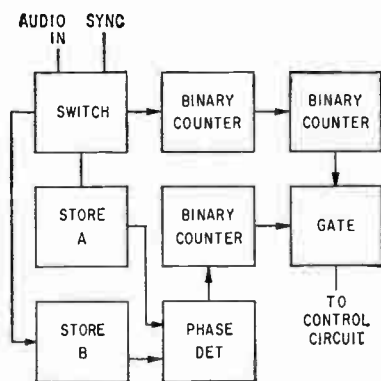 AUDIO IN
SYNC
SWITCH
BINARY
COUNTER
BINARY
COUNTER
STORE
A
BINARY
COUNTER
GATE
STORE
B
PHASE
DET
TO
CONTROL
CIRCUIT